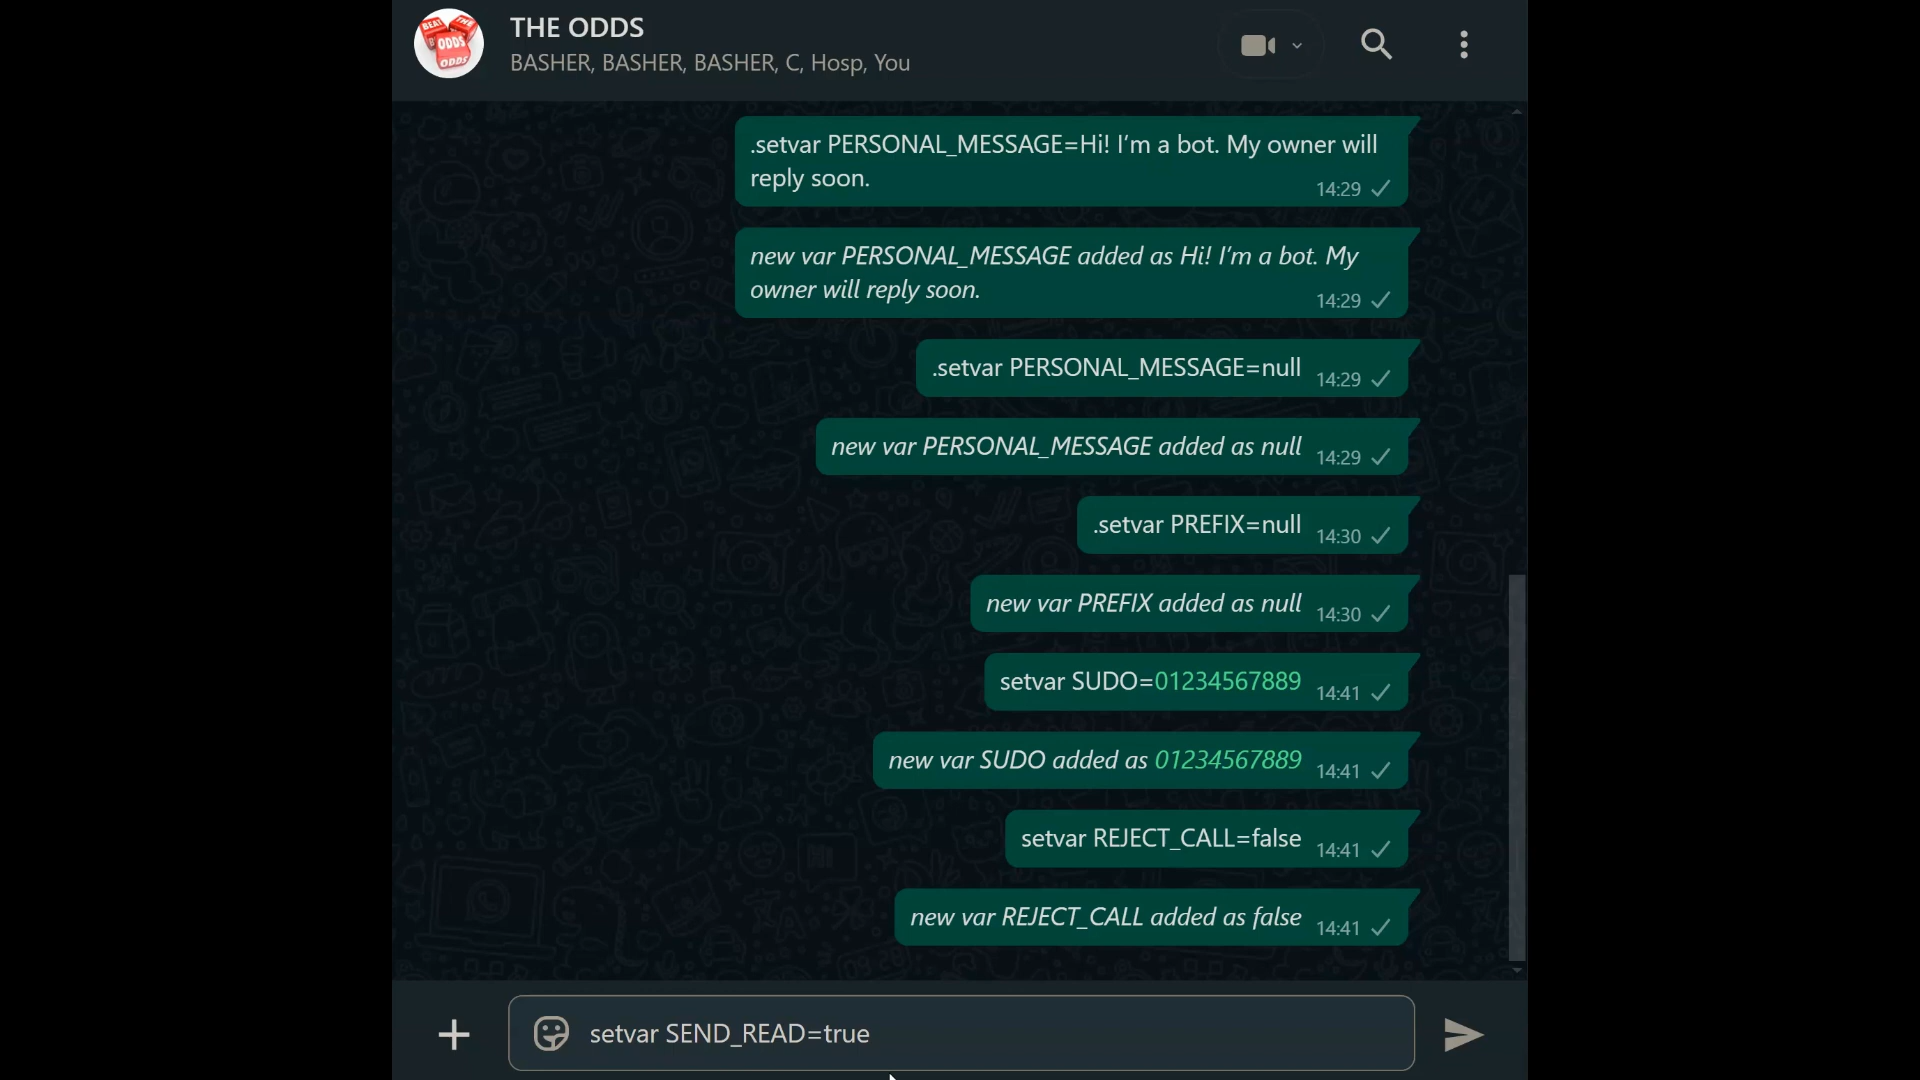 THE ODDS
BASHER, BASHER, BASHER, C, Hosp, You
BEAT
THE
ODDS
ODDS
.setvar PERSONAL_MESSAGE=Hi! I’m a bot. My owner will
reply soon.
14:29
new var PERSONAL_MESSAGE added as Hi! I’m a bot. My
owner will reply soon.
14:29
.setvar PERSONAL_MESSAGE=null
14:29
new var PERSONAL_MESSAGE added as null
14:29
.setvar PREFIX=null
14:30
new var PREFIX added as null
14:30
setvar SUDO=01234567889
14:41
new var SUDO added as 01234567889
14:41
setvar REJECT_CALL=false
14:41
new var REJECT_CALL added as false
14:41
setvar SEND_READ=true